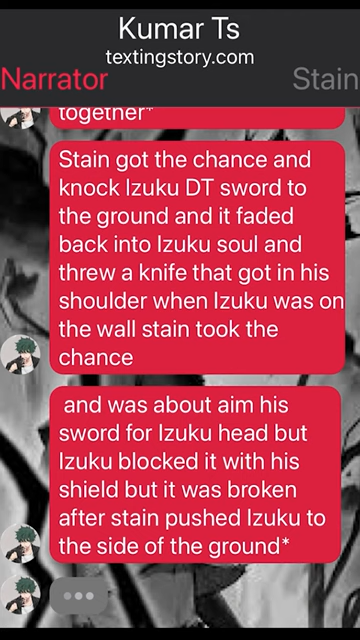 Kumar Ts
textingstory.com
Narrator
Stain
together*
Stain got the chance and
knock Izuku DT sword to
the ground and it faded
back into Izuku soul and
threw a knife that got in his
shoulder when Izuku was on
the wall stain took the
chance
and was about aim his
sword for Izuku head but
Izuku blocked it with his
shield but it was broken
after stain pushed Izuku to
the side of the ground*